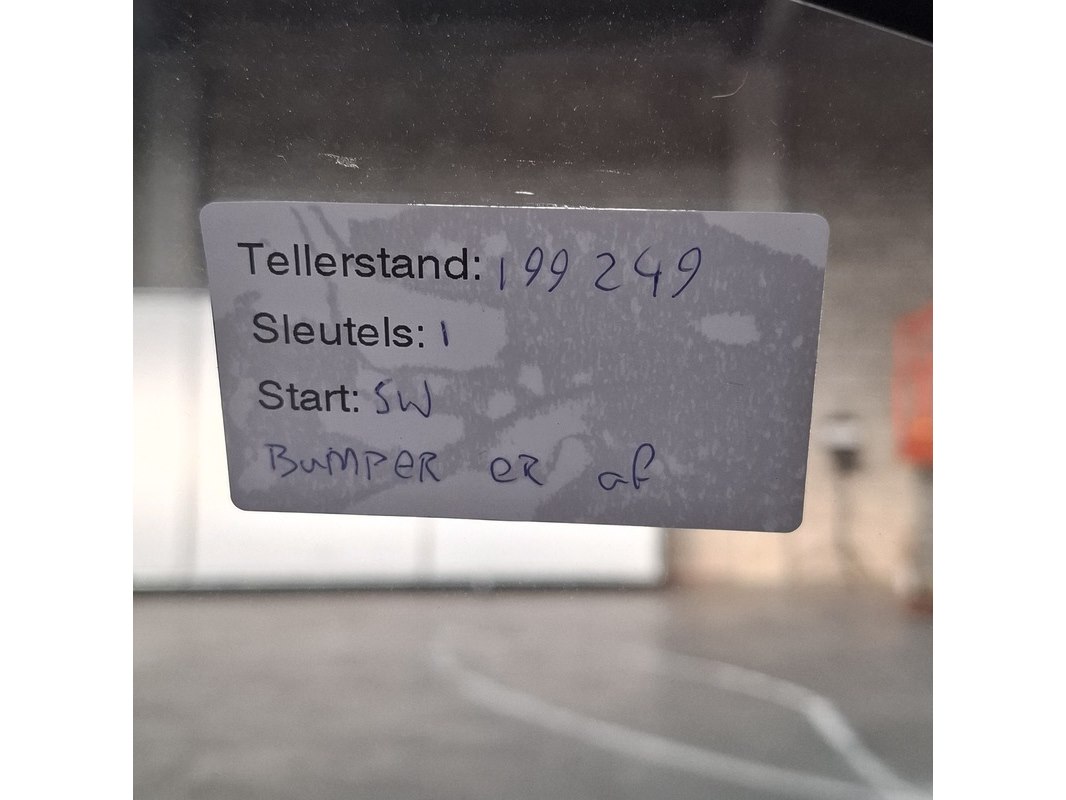 Tellerstand: 199 249
Sleutels: 1
Start: SW
BUMPER ER af